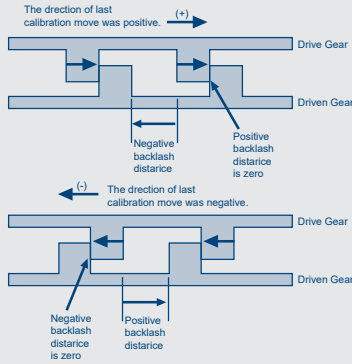 The direction of last
calibration move was positive.
(+)
Drive Gear
Driven Gear
Negative
backlash
distarice
Positive
backlash
distarice
is zero
(-)
The direction of last
calibration move was negative.
Drive Gear
Driven Gear
Negative
backlash
distarice
is zero
Positive
backlash
distarice